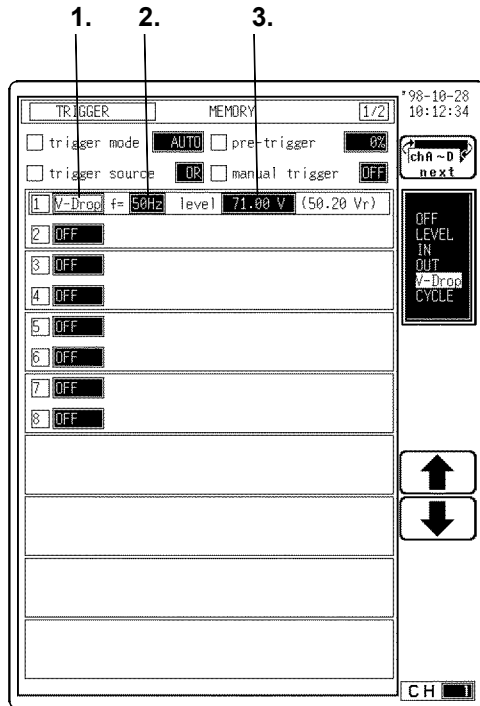 1. 2. 3.
'98-10-28
10:12:34
TRIGGER MEMORY 1/2
trigger mode AUTO pre-trigger 0%
trigger source OR manual trigger OFF
chA~D
next
1 V-Drop f= 50Hz level 71.00 V (50.20 Vr)
2 OFF
3 OFF
4 OFF
5 OFF
6 OFF
7 OFF
8 OFF
OFF
LEVEL
IN
OUT
V-Drop
CYCLE
CH 1